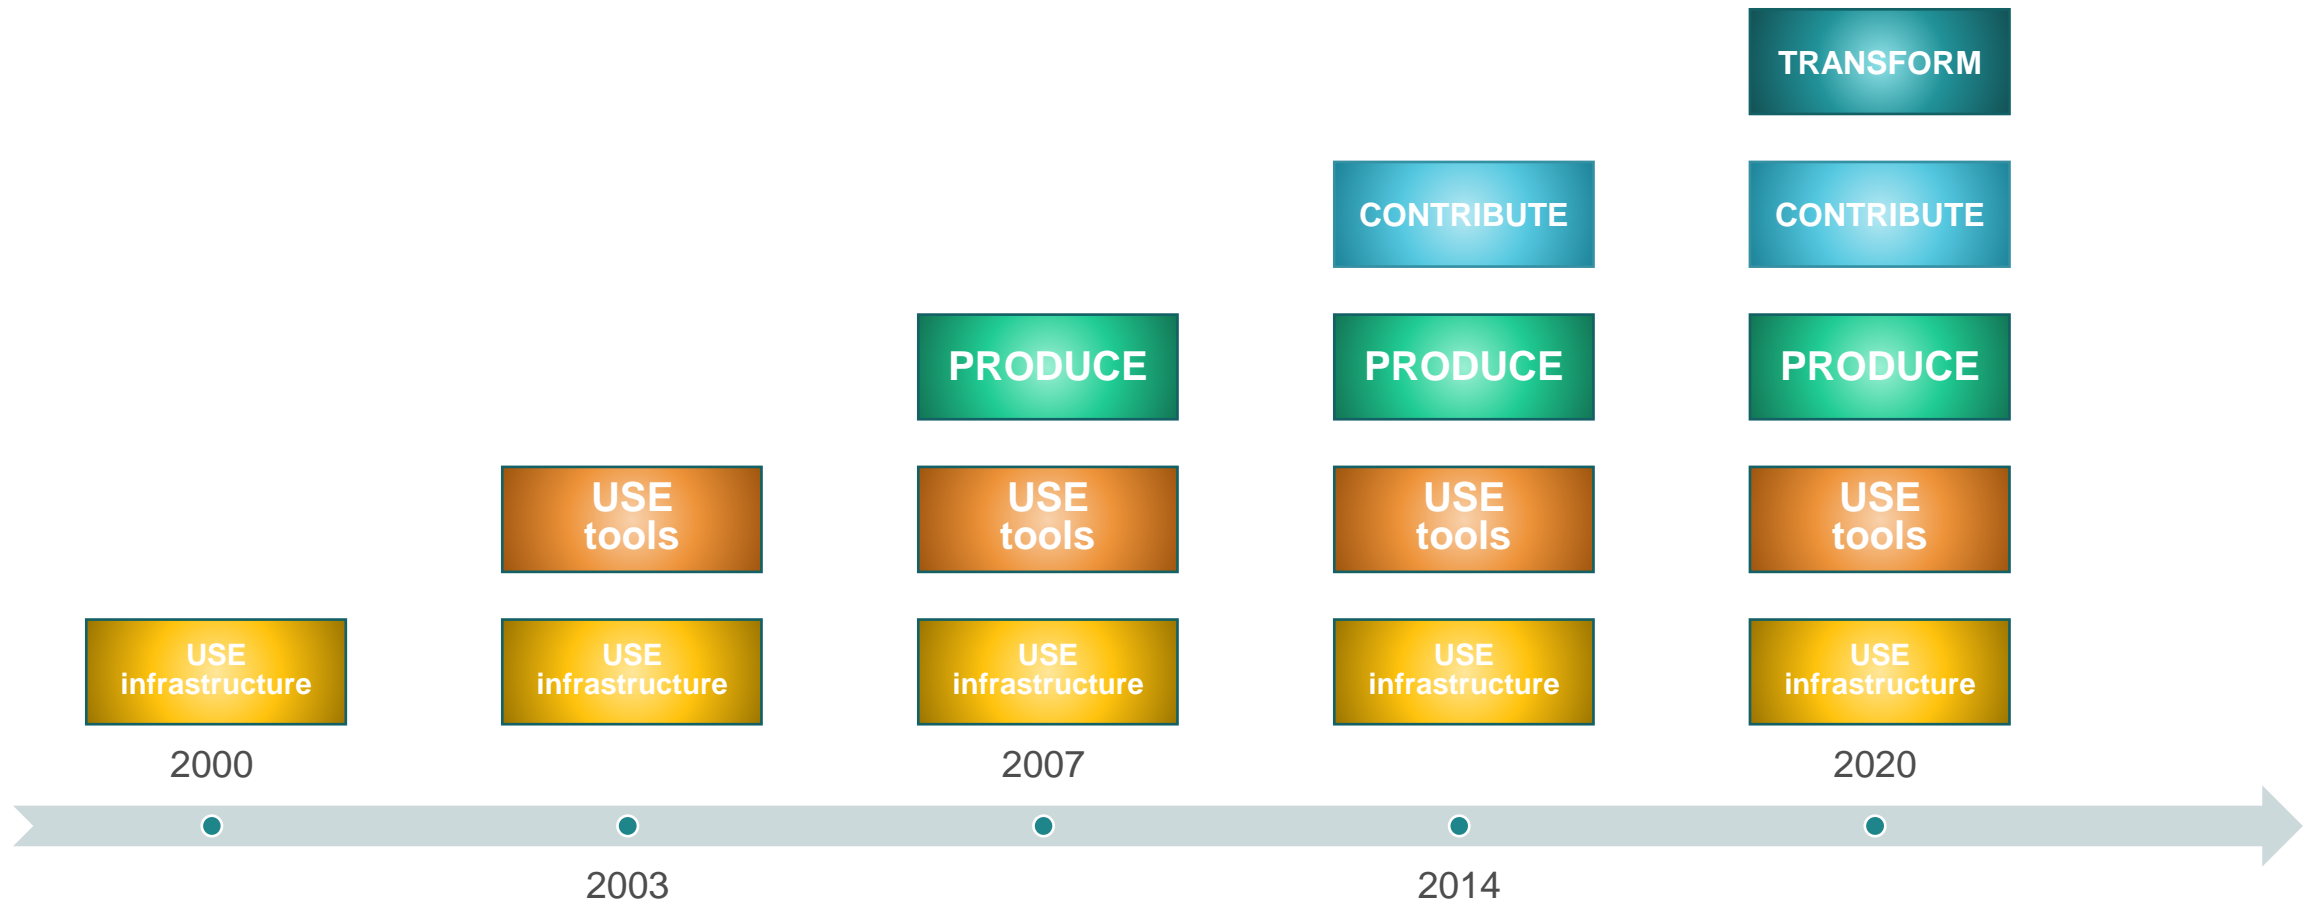 TRANSFORM
CONTRIBUTE
CONTRIBUTE
PRODUCE
PRODUCE
PRODUCE
USE
tools
USE
tools
USE
tools
USE
tools
USE
infrastructure
USE
infrastructure
USE
infrastructure
USE
infrastructure
USE
infrastructure
2000
2007
2020
2003
2014